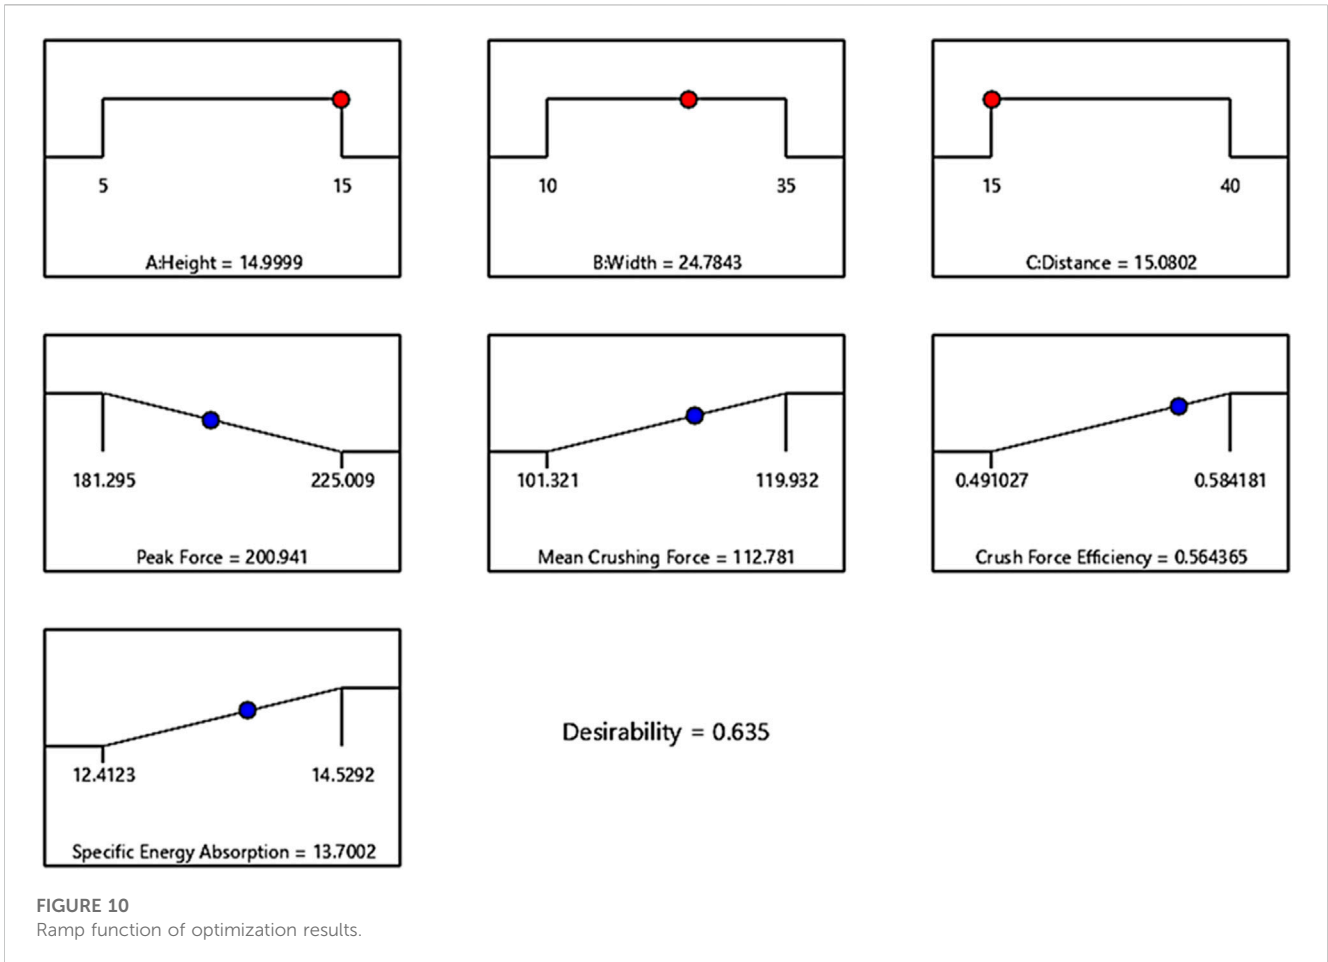 5 15
A:Height = 14.9999
10 35
B:Width = 24.7843
15 40
C:Distance = 15.0802
181.295 225.009
Peak Force = 200.941
101.321 119.932
Mean Crushing Force = 112.781
0.491027 0.584181
Crush Force Efficiency = 0.564365
12.4123 14.5292
Specific Energy Absorption = 13.7002
Desirability = 0.635
FIGURE 10
Ramp function of optimization results.